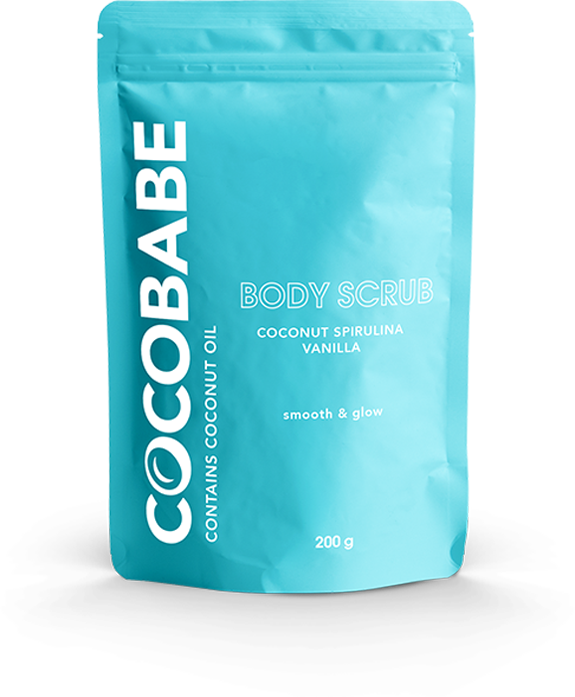 COCOBABE
CONTAINS COCONUT OIL
BODY SCRUB
COCONUT SPIRULINA
VANILLA
smooth & glow
200 g